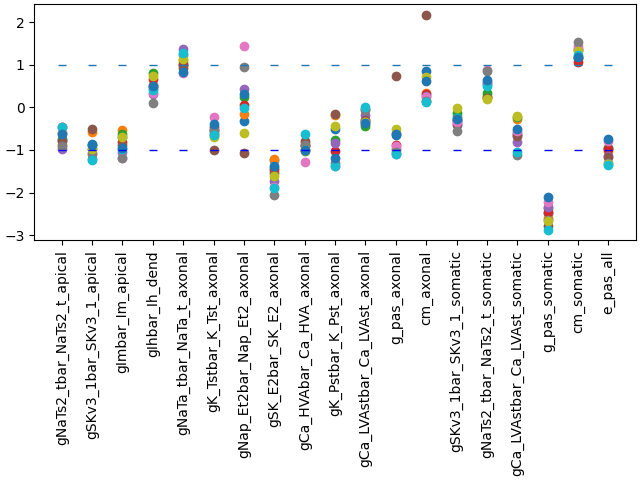 2
1
0
−1
−2
−3
gNaTs2_tbar_NaTs2_t_apical
gSKv3_1bar_SKv3_1_apical
gImbar_Im_apical
gIhbar_Ih_dend
gNaTa_tbar_NaTa_t_axonal
gK_Tstbar_K_Tst_axonal
gNap_Et2bar_Nap_Et2_axonal
gSK_E2bar_SK_E2_axonal
gCa_HVAbar_Ca_HVA_axonal
gK_Pstbar_K_Pst_axonal
gCa_LVAstbar_Ca_LVAst_axonal
g_pas_axonal
cm_axonal
gSKv3_1bar_SKv3_1_somatic
gNaTs2_tbar_NaTs2_t_somatic
gCa_LVAstbar_Ca_LVAst_somatic
g_pas_somatic
cm_somatic
e_pas_all